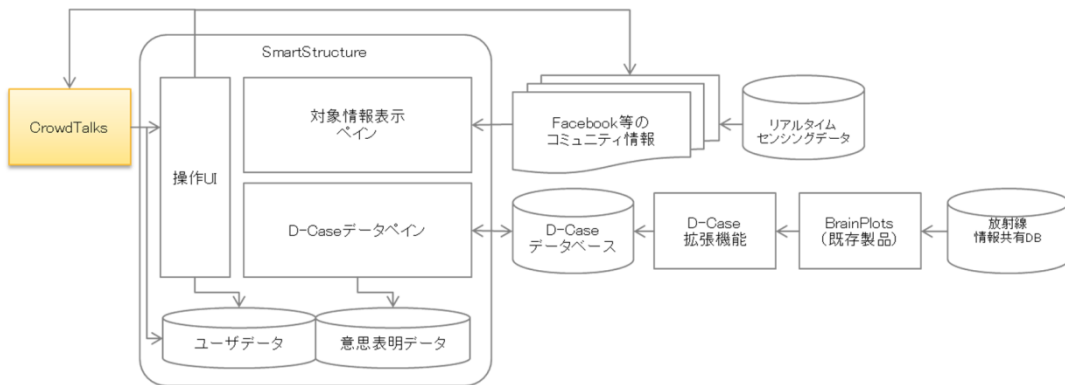 SmartStructure
CrowdTalks
操作UI
対象情報表示
ペイン
Facebook等の
コミュニティ情報
リアルタイム
センシングデータ
D-Caseデータペイン
D-Case
データベース
D-Case
拡張機能
BrainPlots
(既存製品)
放射線
情報共有DB
ユーザデータ
意思表明データ